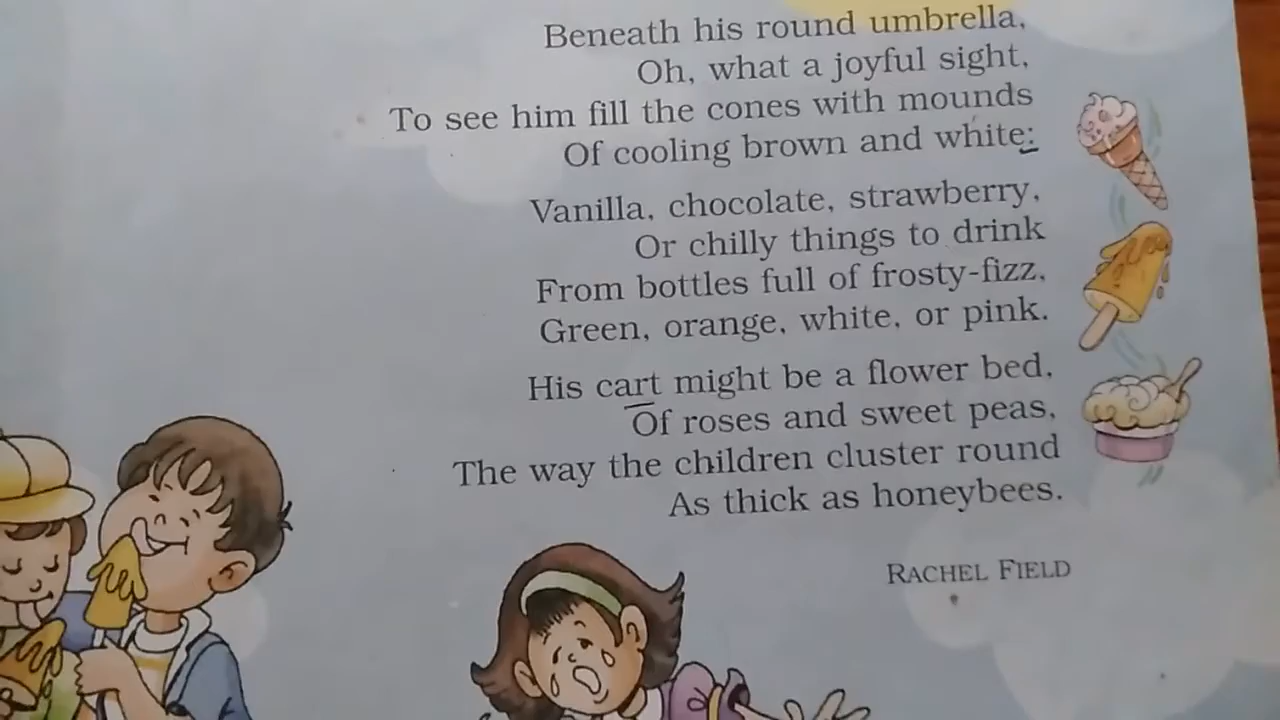 Beneath his round umbrella,
Oh, what a joyful sight,
To see him fill the cones with mounds
Of cooling brown and white:
Vanilla, chocolate, strawberry,
Or chilly things to drink
From bottles full of frosty-fizz,
Green, orange, white, or pink.
His cart might be a flower bed,
Of roses and sweet peas,
The way the children cluster round
As thick as honeybees.
RACHEL FIELD